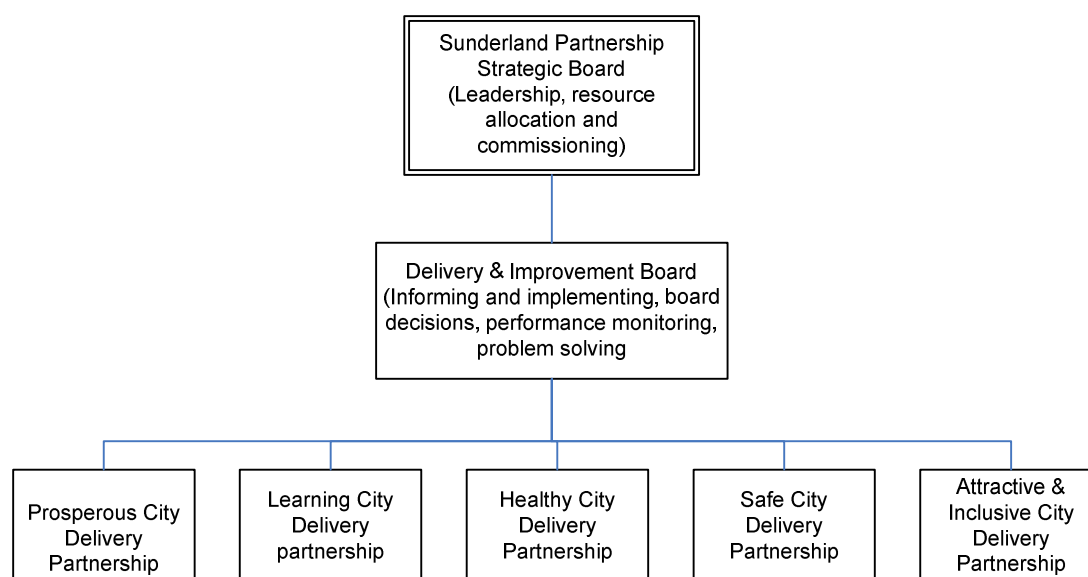 Sunderland Partnership
Strategic Board
(Leadership, resource
allocation and
commissioning)
Delivery & Improvement Board
(Informing and implementing, board
decisions, performance monitoring,
problem solving
Prosperous City
Delivery
Partnership
Learning City
Delivery
partnership
Healthy City
Delivery
Partnership
Safe City
Delivery
Partnership
Attractive &
Inclusive City
Delivery
Partnership